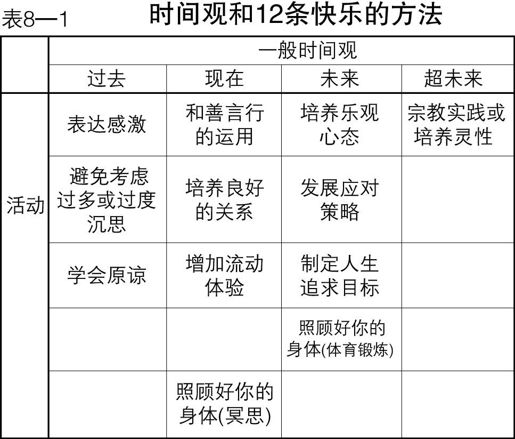 表8—1 时间观和12条快乐的方法
一般时间观
过去 现在 未来 超未来
活动
表达感激
和善言行
的运用
培养乐观
心态
宗教实践或
培养灵性
避免考虑
过多或过度
沉思
培养良好
的关系
发展应对
策略
学会原谅
增加流动
体验
制定人生
追求目标
照顾好你的
身体(体育锻炼)
照顾好你的
身体(冥思)